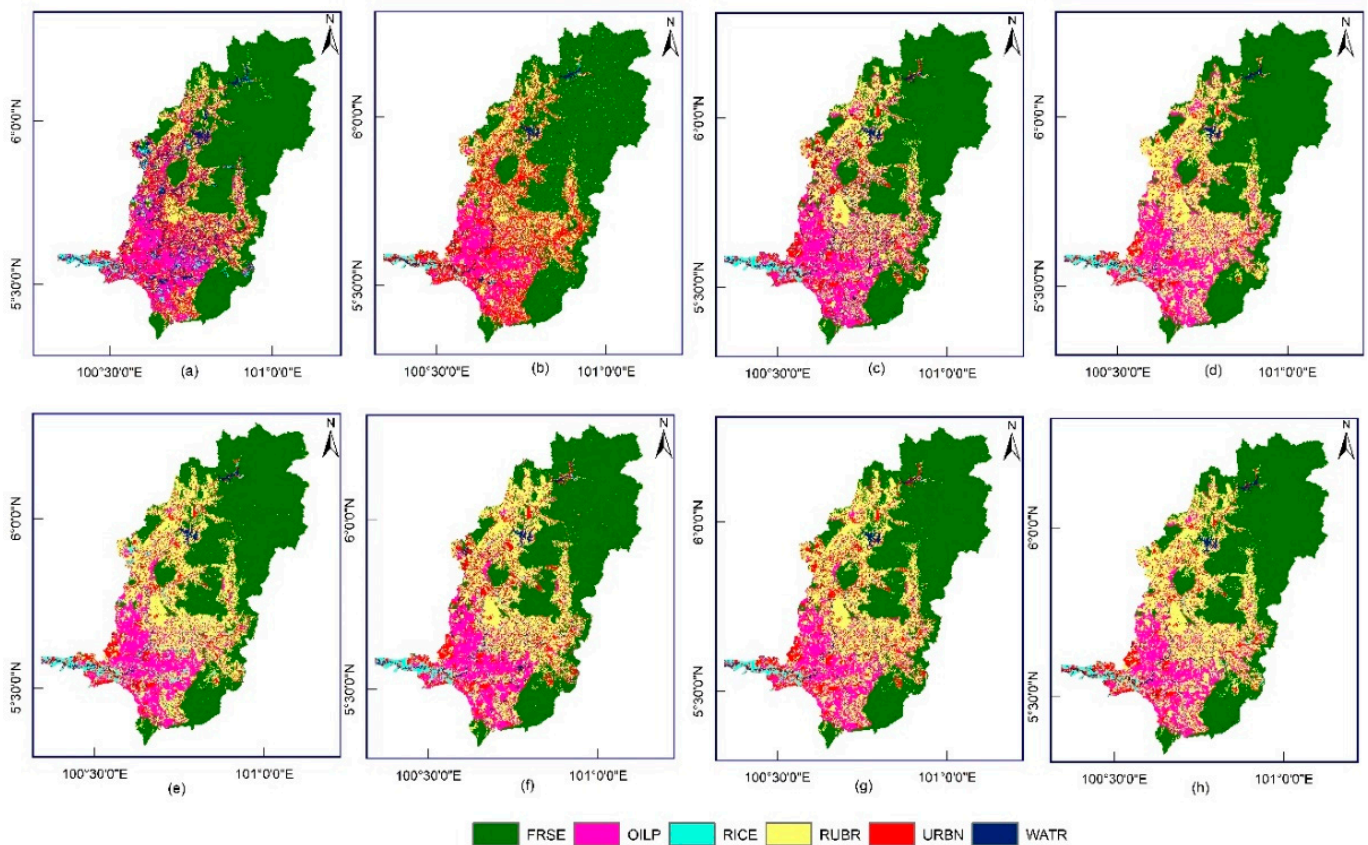 N N N N
6°0'0"N 6°0'0"N 6°0'0"N 6°0'0"N
5°30'0"N 5°30'0"N 5°30'0"N 5°30'0"N
100°30'0"E 101°0'0"E 100°30'0"E 101°0'0"E 100°30'0"E 101°0'0"E 100°30'0"E 101°0'0"E
(a) (b) (c) (d)
N N N N
6°0'0"N 6°0'0"N 6°0'0"N 6°0'0"N
5°30'0"N 5°30'0"N 5°30'0"N 5°30'0"N
100°30'0"E 101°0'0"E 100°30'0"E 101°0'0"E 100°30'0"E 101°0'0"E 100°30'0"E 101°0'0"E
(e) (f) (g) (h)
FRSE OILP RICE RUBR URBN WATR